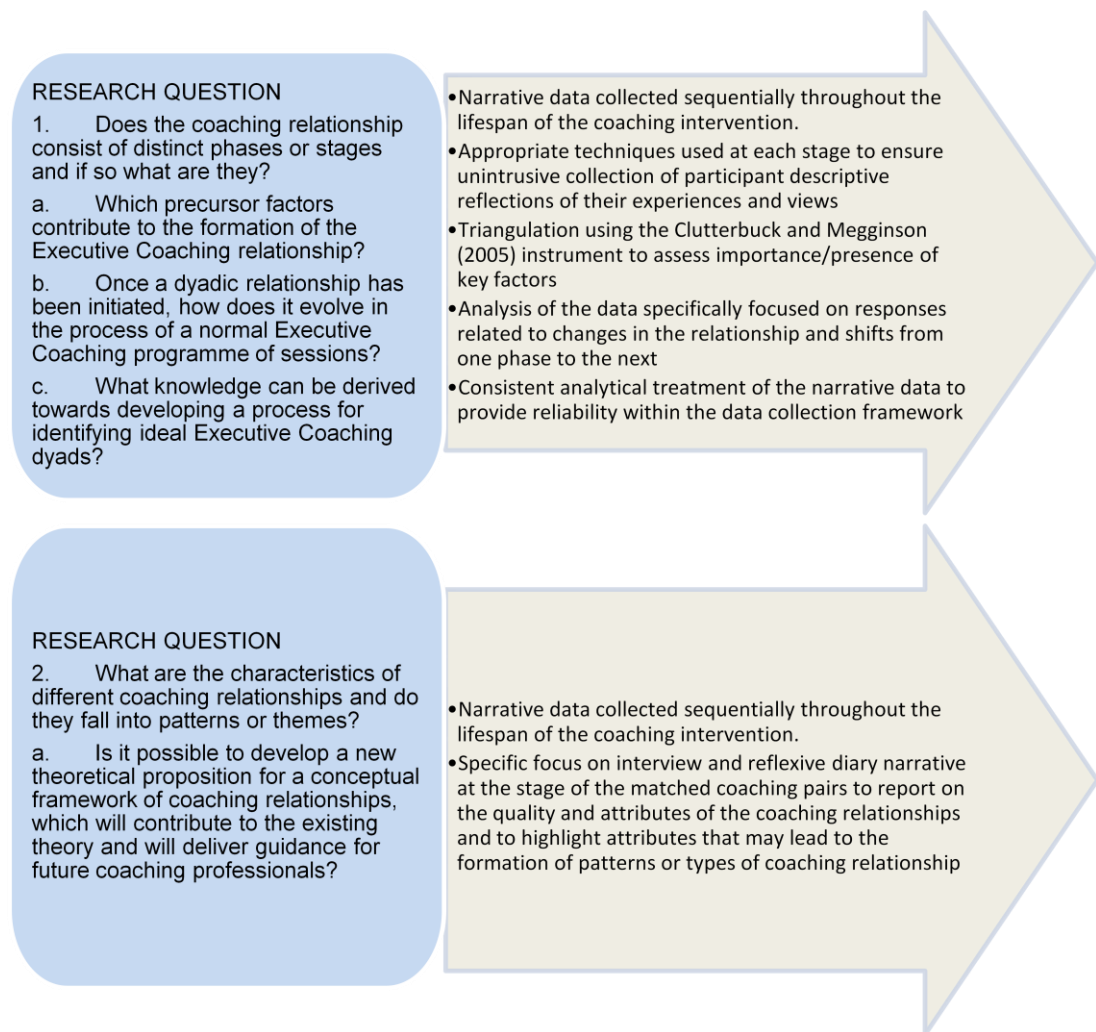 RESEARCH QUESTION
1. Does the coaching relationship
consist of distinct phases or stages
and if so what are they?
a. Which precursor factors
contribute to the formation of the
Executive Coaching relationship?
b. Once a dyadic relationship has
been initiated, how does it evolve in
the process of a normal Executive
Coaching programme of sessions?
c. What knowledge can be derived
towards developing a process for
identifying ideal Executive Coaching
dyads?
•Narrative data collected sequentially throughout the
lifespan of the coaching intervention.
•Appropriate techniques used at each stage to ensure
unintrusive collection of participant descriptive
reflections of their experiences and views
•Triangulation using the Clutterbuck and Megginson
(2005) instrument to assess importance/presence of
key factors
•Analysis of the data specifically focused on responses
related to changes in the relationship and shifts from
one phase to the next
•Consistent analytical treatment of the narrative data to
provide reliability within the data collection framework
RESEARCH QUESTION
2. What are the characteristics of
different coaching relationships and do
they fall into patterns or themes?
a. Is it possible to develop a new
theoretical proposition for a conceptual
framework of coaching relationships,
which will contribute to the existing
theory and will deliver guidance for
future coaching professionals?
•Narrative data collected sequentially throughout the
lifespan of the coaching intervention.
•Specific focus on interview and reflexive diary narrative
at the stage of the matched coaching pairs to report on
the quality and attributes of the coaching relationships
and to highlight attributes that may lead to the
formation of patterns or types of coaching relationship